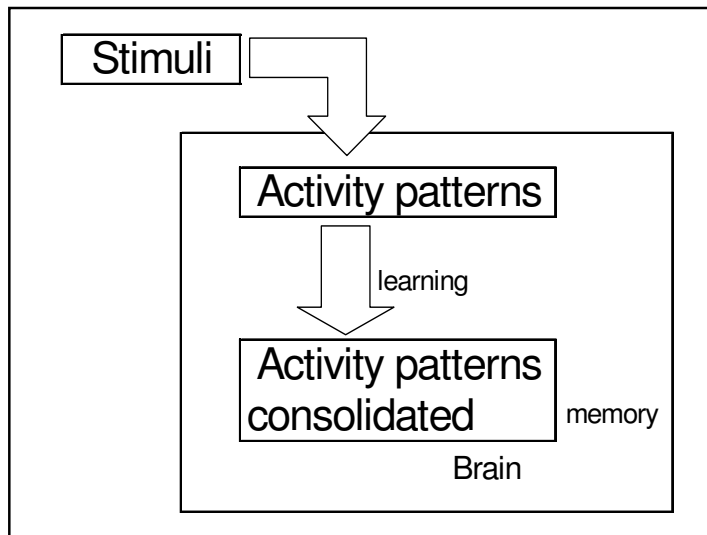 Stimuli
Activity patterns
learning
Activity patterns
consolidated
memory
Brain